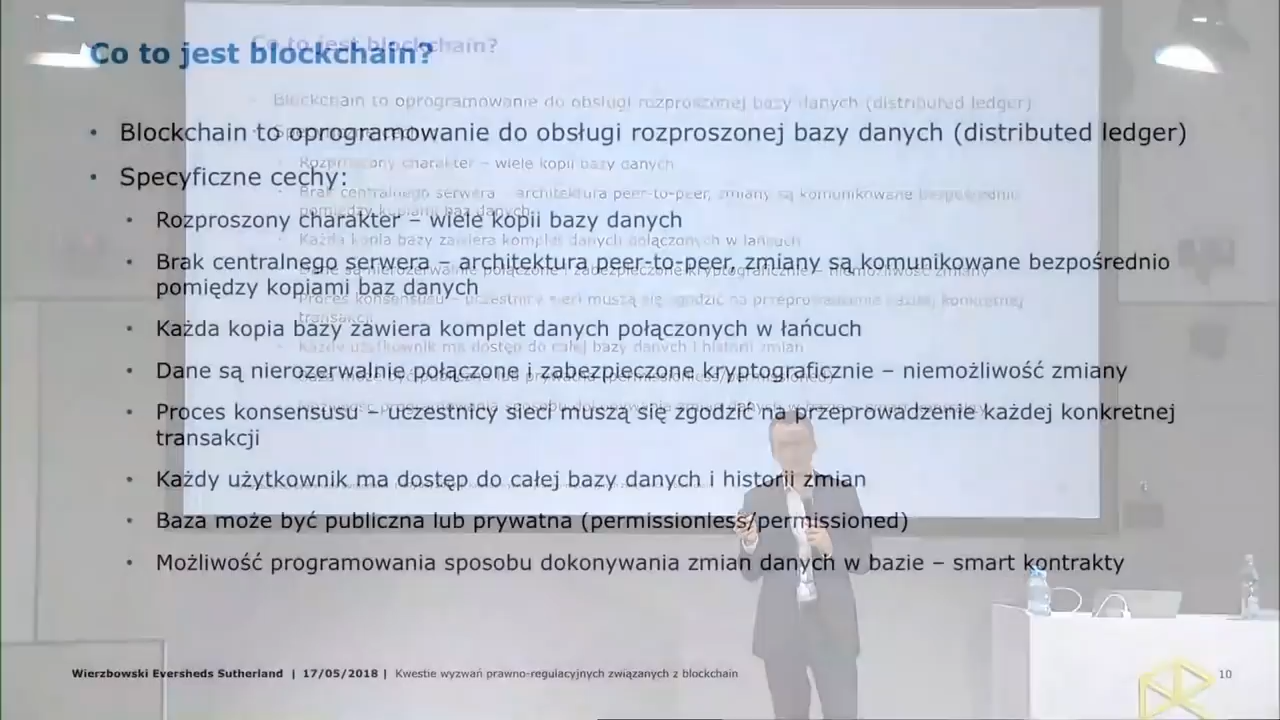 Co to jest blockchain?
• Blockchain to oprogramowanie do obsługi rozproszonej bazy danych (distributed ledger)
• Specyficzne cechy:
• Rozproszony charakter – wiele kopii bazy danych
• Brak centralnego serwera – architektura peer-to-peer, zmiany są komunikowane bezpośrednio
pomiędzy kopiami baz danych
• Każda kopia bazy zawiera komplet danych połączonych w łańcuch
• Dane są nierozerwalnie połączone i zabezpieczone kryptograficznie – niemożliwość zmiany
• Proces konsensusu – uczestnicy sieci muszą się zgodzić na przeprowadzenie każdej konkretnej
transakcji
• Każdy użytkownik ma dostęp do całej bazy danych i historii zmian
• Baza może być publiczna lub prywatna (permissionless/permissioned)
• Możliwość programowania sposobu dokonywania zmian danych w bazie – smart kontrakty
Wierzbowski Eversheds Sutherland | 17/05/2018 | Kwestie wyzwań prawno-regulacyjnych związanych z blockchain
10